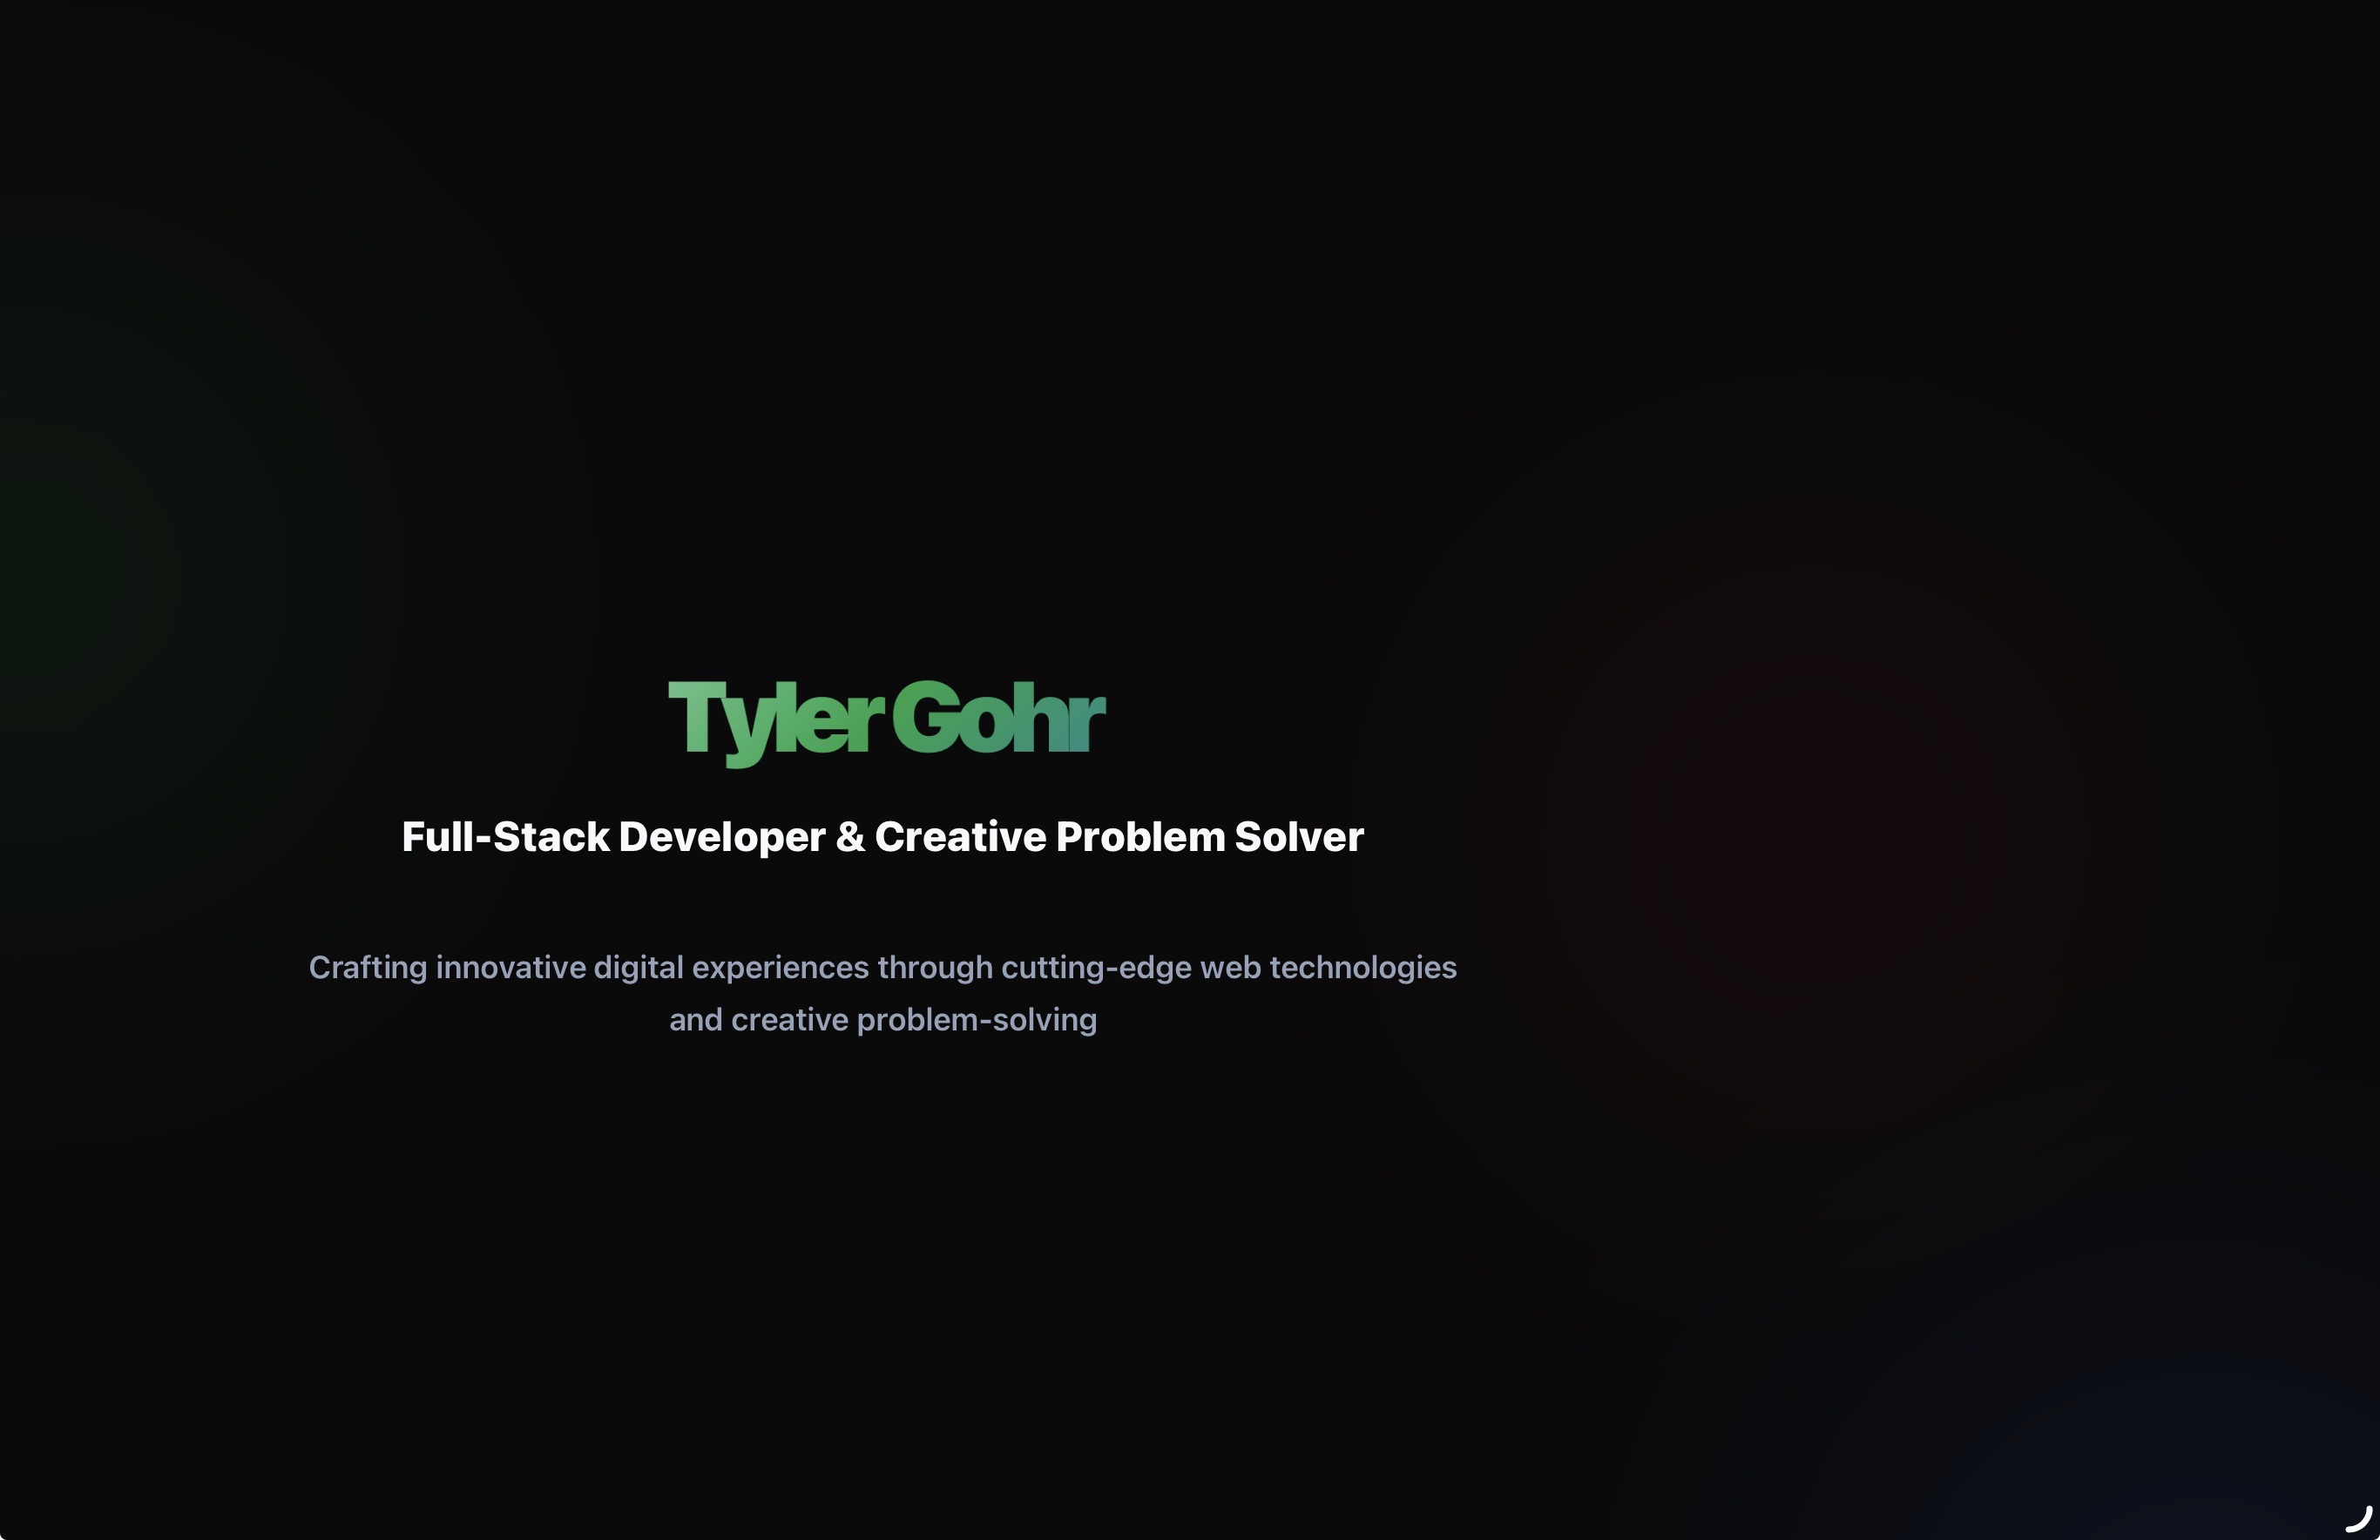 Tyler Gohr
Full-Stack Developer & Creative Problem Solver
Crafting innovative digital experiences through cutting-edge web technologies
and creative problem-solving